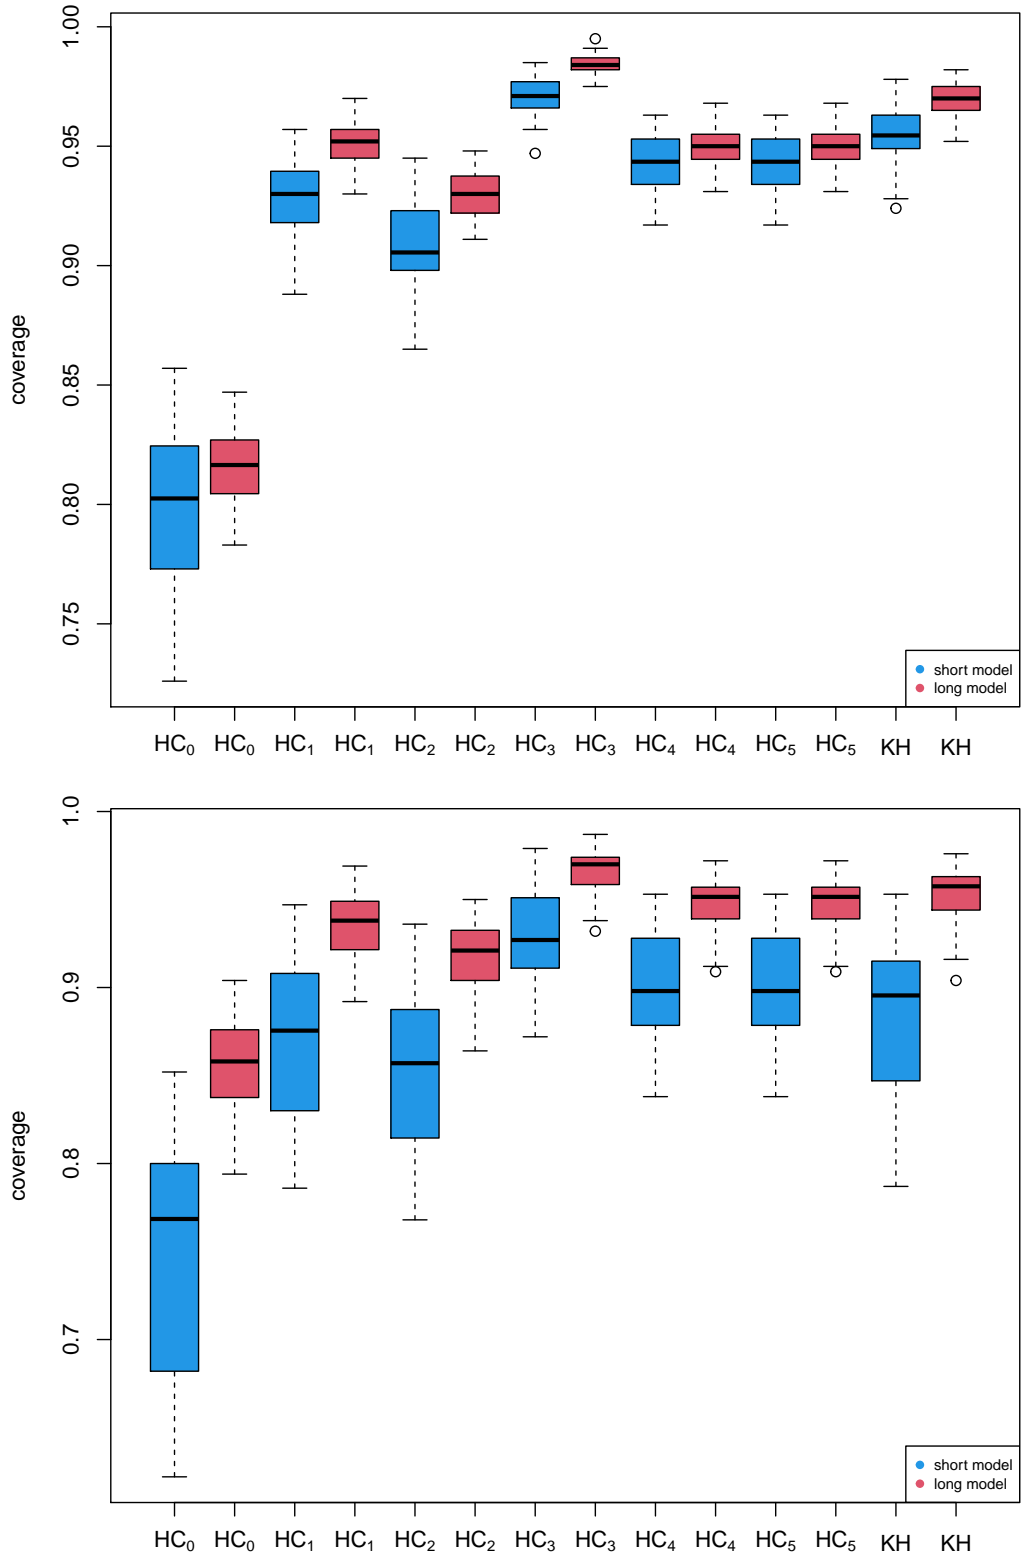 1.00
0.95
0.90
0.85
0.80
0.75
coverage
short model
long model
HC0 HC0 HC1 HC1 HC2 HC2 HC3 HC3 HC4 HC4 HC5 HC5 KH KH
1.0
0.9
0.8
0.7
coverage
short model
long model
HC0 HC0 HC1 HC1 HC2 HC2 HC3 HC3 HC4 HC4 HC5 HC5 KH KH